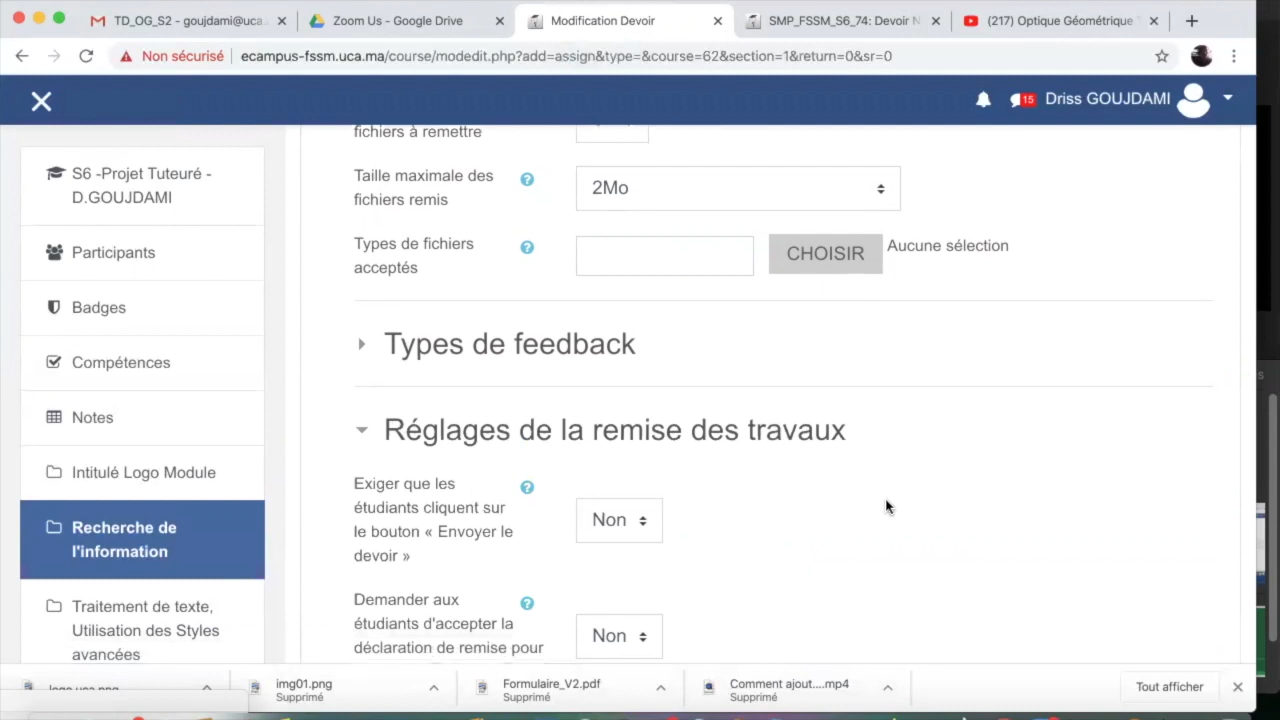 TD_OG_S2 - goujdami@uca
Zoom Us - Google Drive
Modification Devoir
SMP_FSSM_S6_74: Devoir N
(217) Optique Géométrique
Non sécurisé
ecampus-fssm.uca.ma/course/modedit.php?add=assign&type=&course=62&section=1&return=0&sr=0
15
Driss GOUJDAMI
S6 -Projet Tuteuré -
D.GOUJDAMI
Participants
Badges
Compétences
Notes
Intitulé Logo Module
Recherche de
l'information
Traitement de texte,
Utilisation des Styles
avancées
fichiers à remettre
Taille maximale des
fichiers remis
2Mo
Types de fichiers
acceptés
CHOISIR
Aucune sélection
Types de feedback
Réglages de la remise des travaux
Exiger que les
étudiants cliquent sur
le bouton « Envoyer le
devoir »
Non
Demander aux
étudiants d'accepter la
déclaration de remise pour
Non
logo uca.png
img01.png
Supprimé
Formulaire_V2.pdf
Supprimé
Comment ajout....mp4
Supprimé
Tout afficher